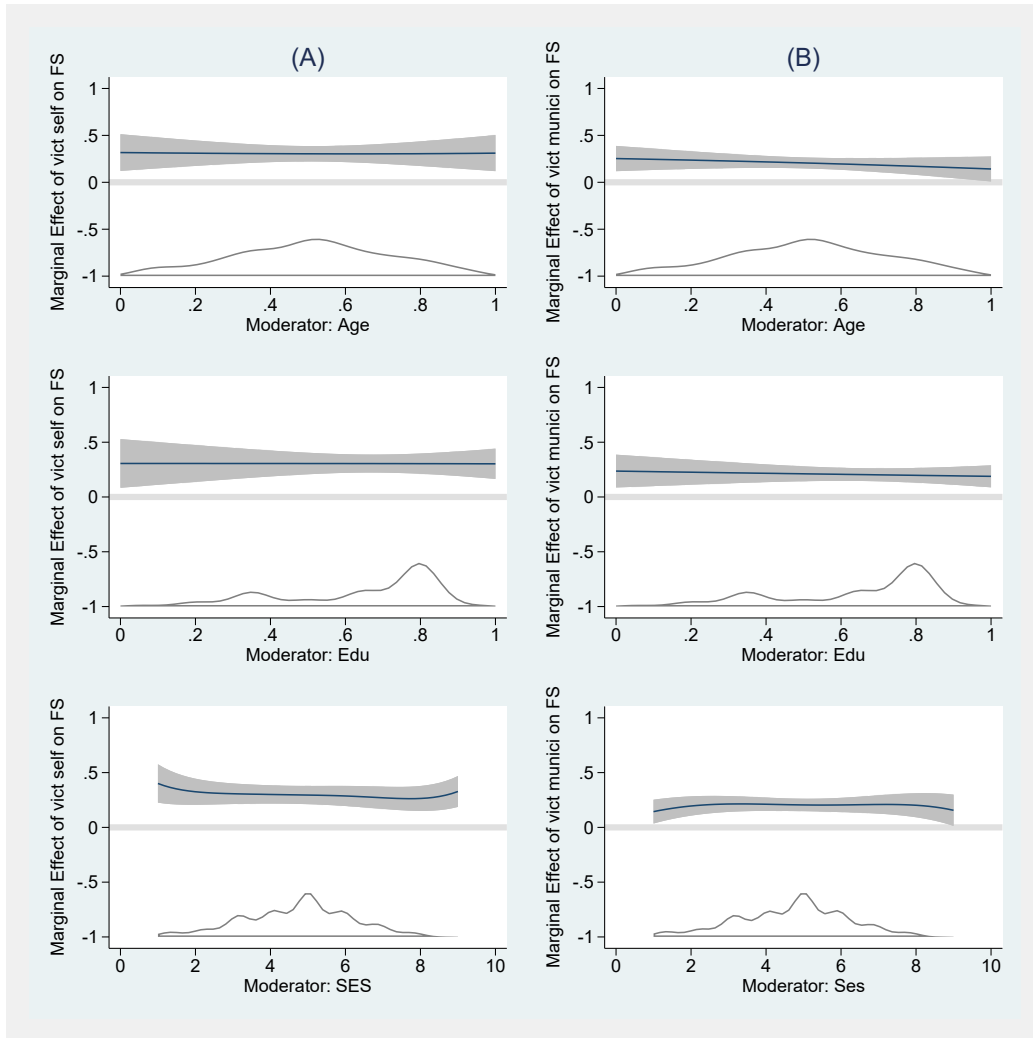 (A)
Marginal Effect of vict self on FS
1
.5
0
-.5
-1
0 .2 .4 .6 .8 1
Moderator: Age
(B)
Marginal Effect of vict munici on FS
1
.5
0
-.5
-1
0 .2 .4 .6 .8 1
Moderator: Age
Marginal Effect of vict self on FS
1
.5
0
-.5
-1
0 .2 .4 .6 .8 1
Moderator: Edu
Marginal Effect of vict munici on FS
1
.5
0
-.5
-1
0 .2 .4 .6 .8 1
Moderator: Edu
Marginal Effect of vict self on FS
1
.5
0
-.5
-1
0 2 4 6 8 10
Moderator: SES
Marginal Effect of vict munici on FS
1
.5
0
-.5
-1
0 2 4 6 8 10
Moderator: Ses